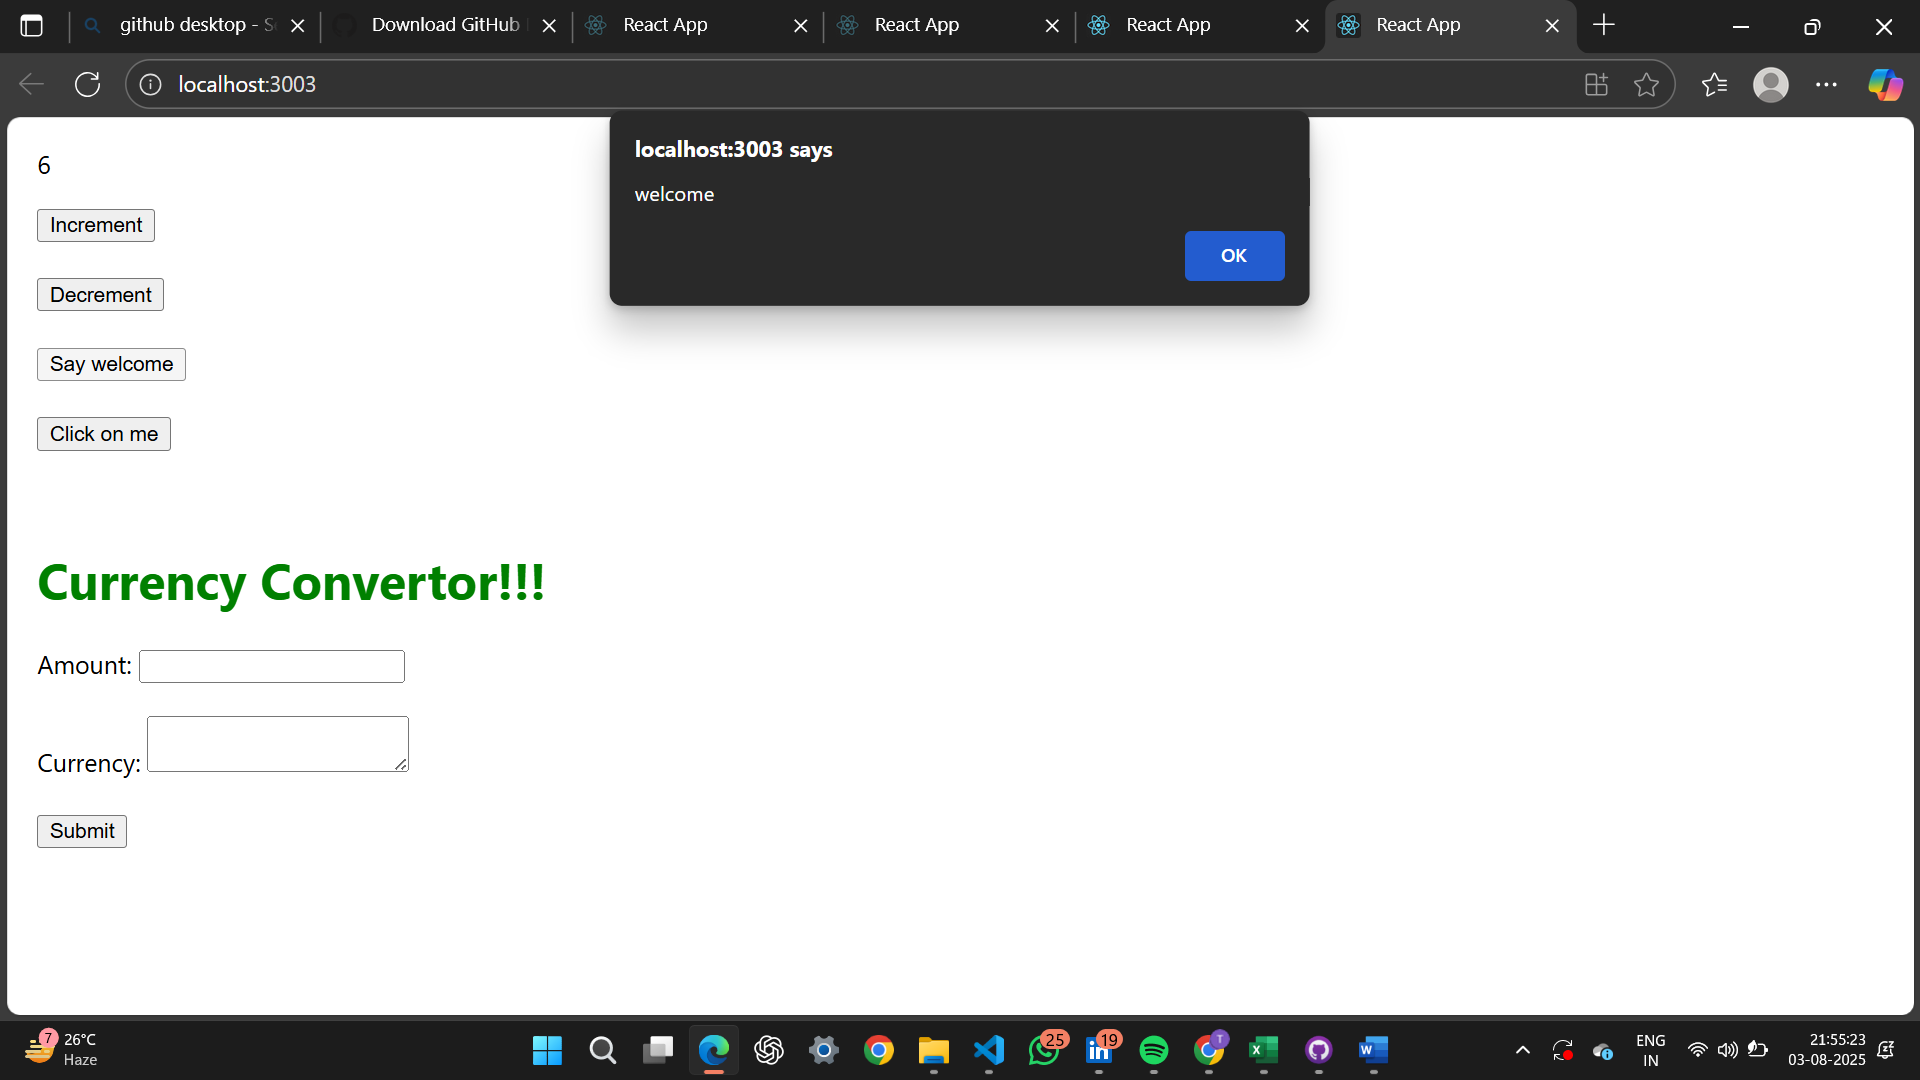 github desktop - S
Download GitHub
React App
React App
React App
React App
localhost:3003
localhost:3003 says
welcome
OK
6
Increment
Decrement
Say welcome
Click on me
Currency Convertor!!!
Amount:
Currency:
Submit
7
26°C
Haze
25
19
T
ENG
IN
21:55:23
03-08-2025